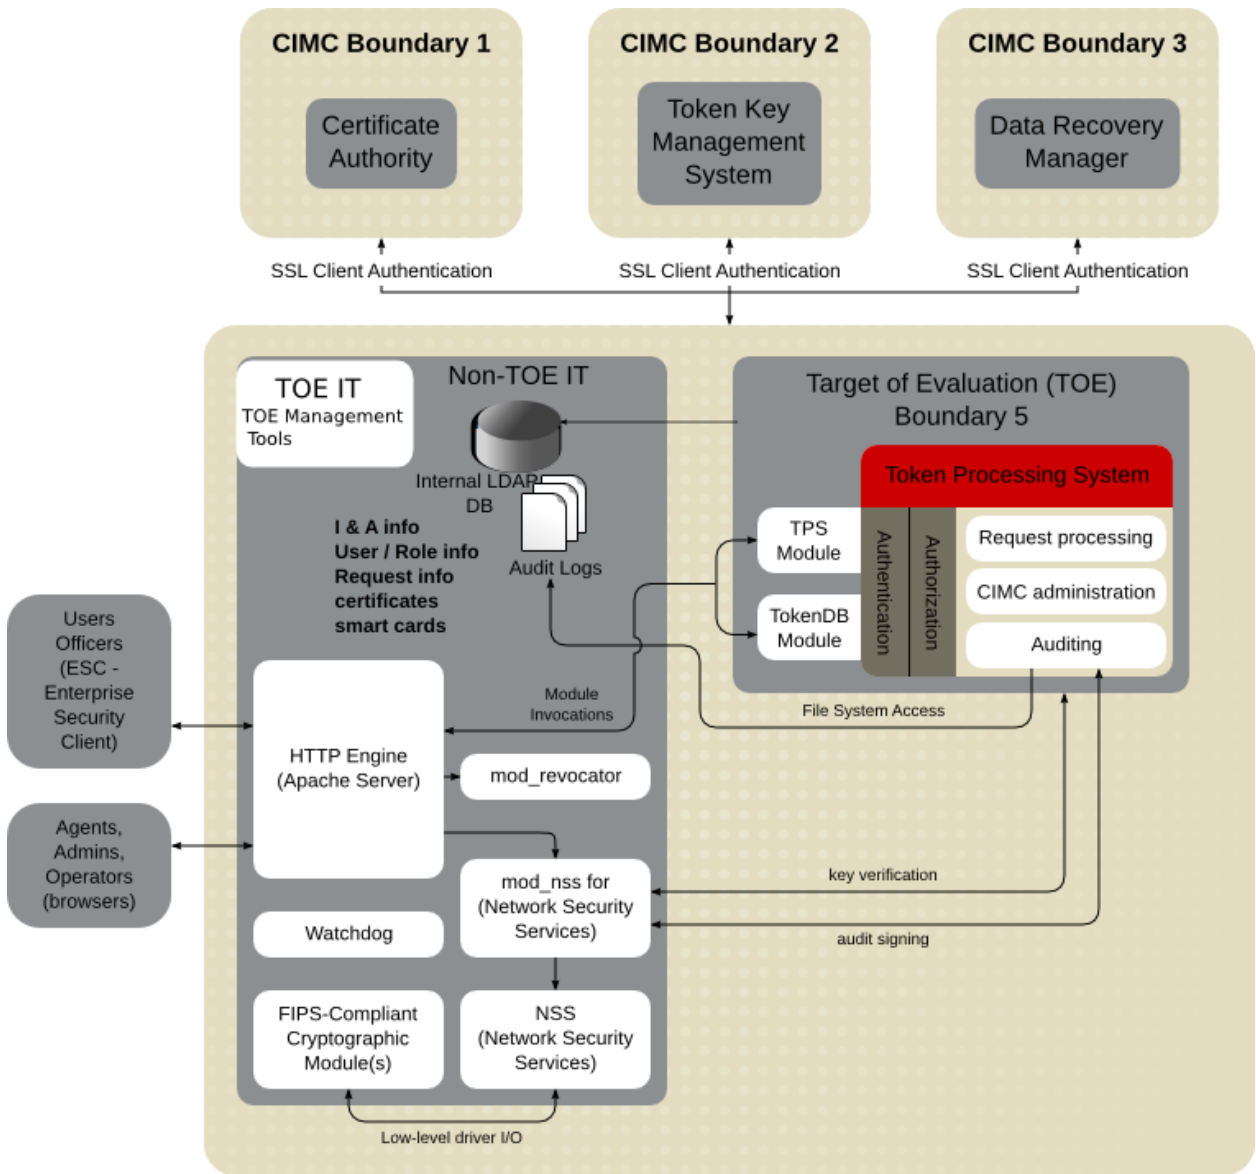 CIMC Boundary 1
Certificate
Authority
CIMC Boundary 2
Token Key
Management
System
CIMC Boundary 3
Data Recovery
Manager
SSL Client Authentication
SSL Client Authentication
SSL Client Authentication
TOE IT
TOE Management
Tools
Non-TOE IT
Internal LDAP
DB
Audit Logs
I & A info
User / Role info
Request info
certificates
smart cards
Target of Evaluation (TOE)
Boundary 5
Token Processing System
TPS
Module
TokenDB
Module
Authentication
Authorization
Request processing
CIMC administration
Auditing
File System Access
Module
Invocations
Users
Officers
(ESC -
Enterprise
Security
Client)
Agents,
Admins,
Operators
(browsers)
HTTP Engine
(Apache Server)
mod_revocator
mod_nss for
(Network Security
Services)
key verification
audit signing
Watchdog
FIPS-Compliant
Cryptographic
Module(s)
NSS
(Network Security
Services)
Low-level driver I/O